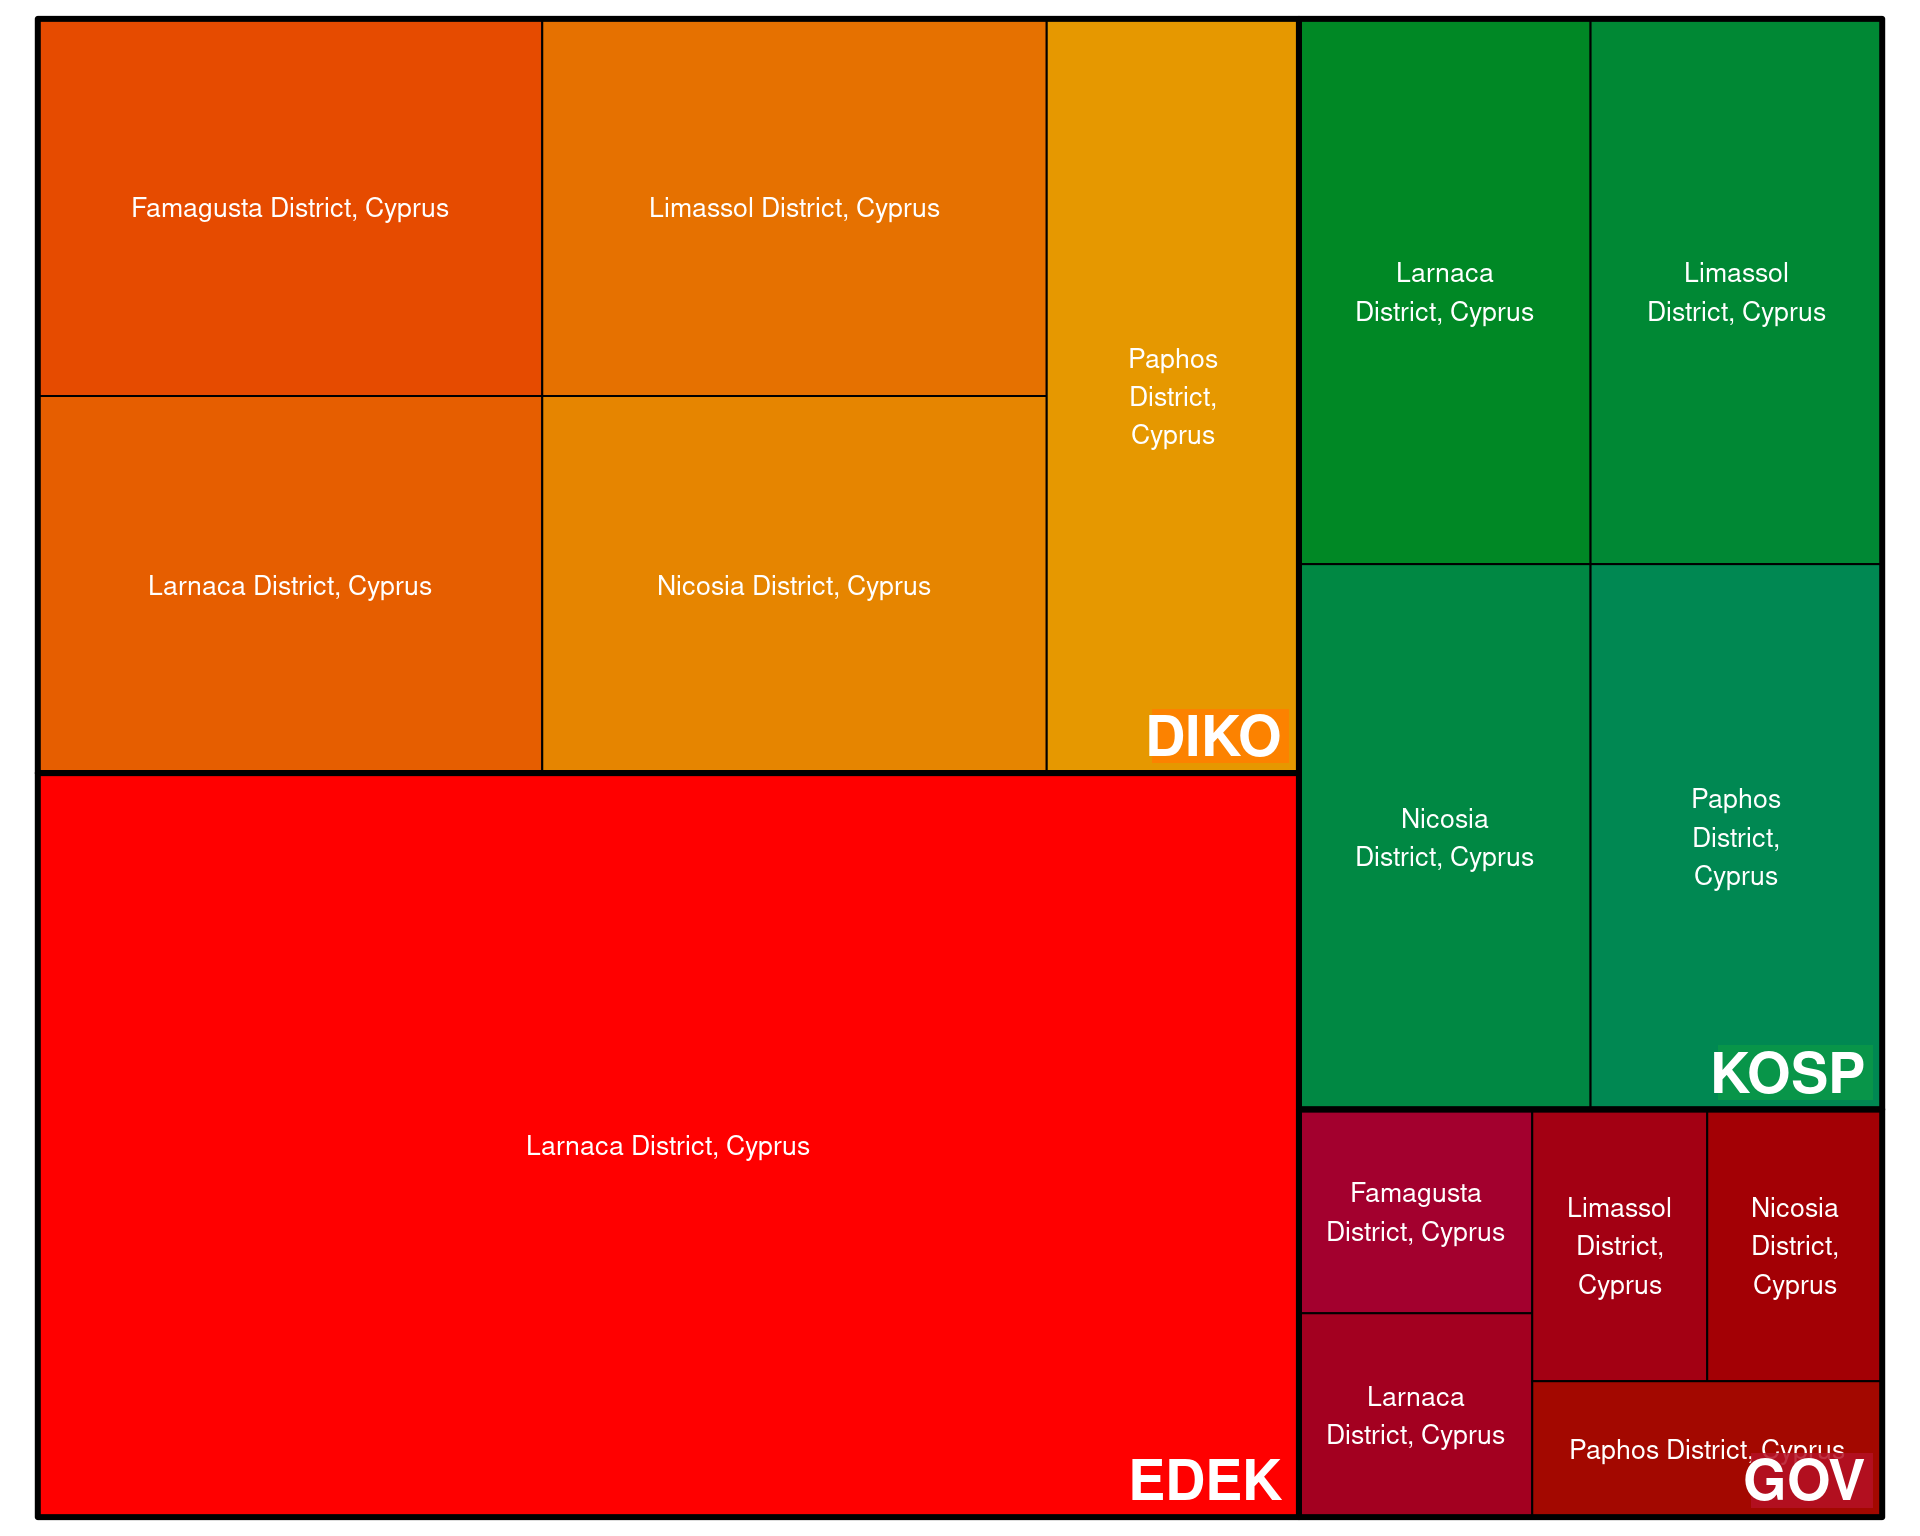 Famagusta District, Cyprus
Limassol District, Cyprus
Larnaca District, Cyprus
Nicosia District, Cyprus
Paphos
District,
Cyprus
DIKO
Larnaca District, Cyprus
EDEK
Larnaca
District, Cyprus
Limassol
District, Cyprus
Nicosia
District, Cyprus
Paphos
District,
Cyprus
KOSP
Famagusta
District, Cyprus
Larnaca
District, Cyprus
Limassol
District,
Cyprus
Nicosia
District,
Cyprus
Paphos District, Cyprus
GOV